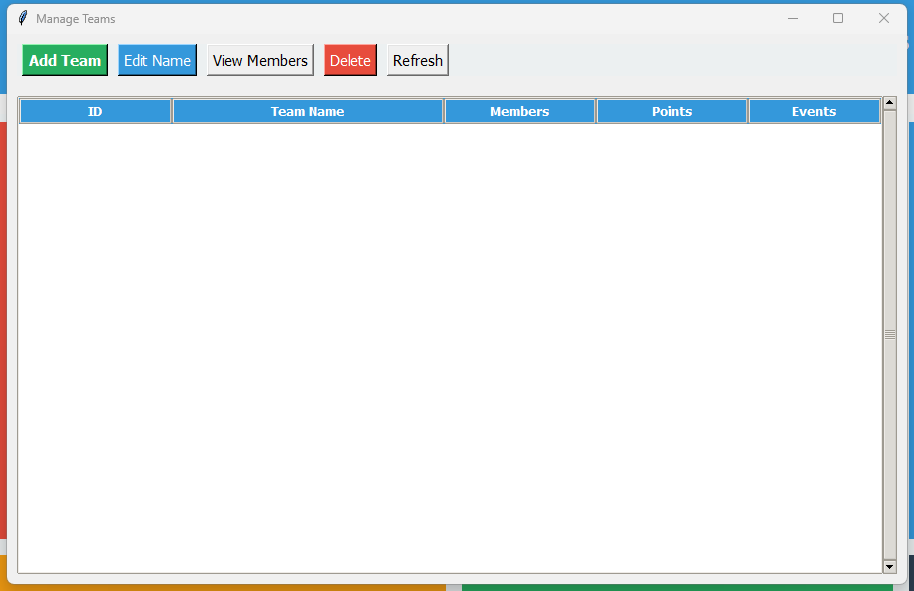 Manage Teams
Add Team Edit Name View Members Delete Refresh
ID Team Name Members Points Events